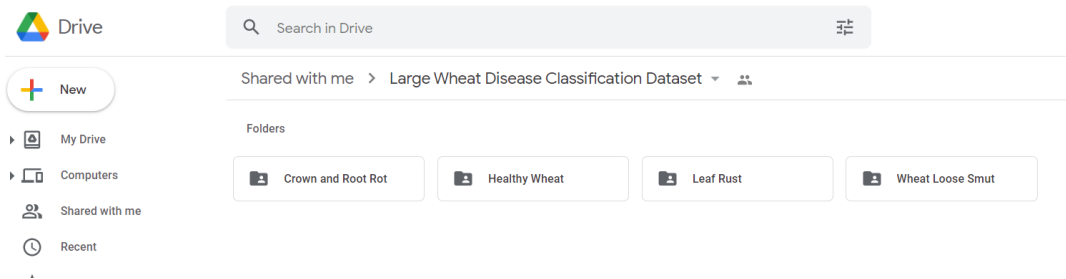 Drive
Search in Drive
New
Shared with me > Large Wheat Disease Classification Dataset
My Drive
Computers
Shared with me
Recent
Folders
Crown and Root Rot
Healthy Wheat
Leaf Rust
Wheat Loose Smut